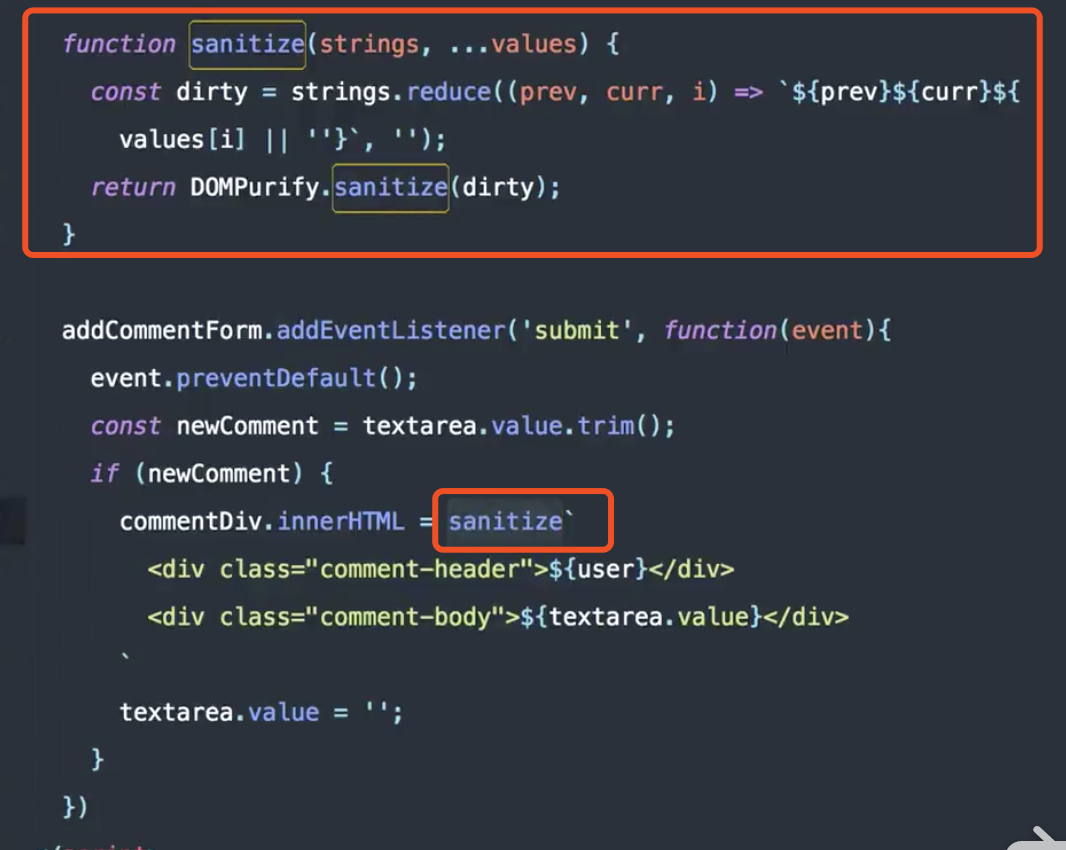 function sanitize(strings, ...values) {
const dirty = strings.reduce((prev, curr, i) => `${prev}${curr}${
values[i] || ''}`, '');
return DOMPurify.sanitize(dirty);
}
addCommentForm.addEventListener('submit', function(event){
event.preventDefault();
const newComment = textarea.value.trim();
if (newComment) {
commentDiv.innerHTML = sanitize`
<div class="comment-header">${user}</div>
<div class="comment-body">${textarea.value}</div>
`
textarea.value = '';
}
})